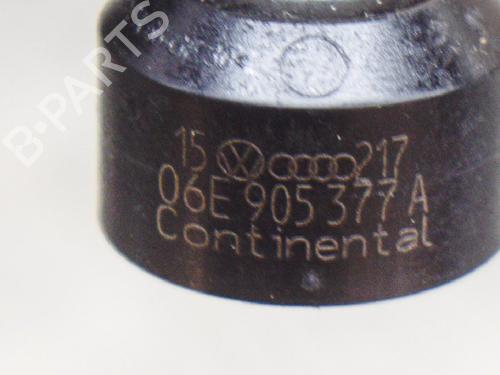 B-PARTS
15 217
06E 905 377 A
Continental